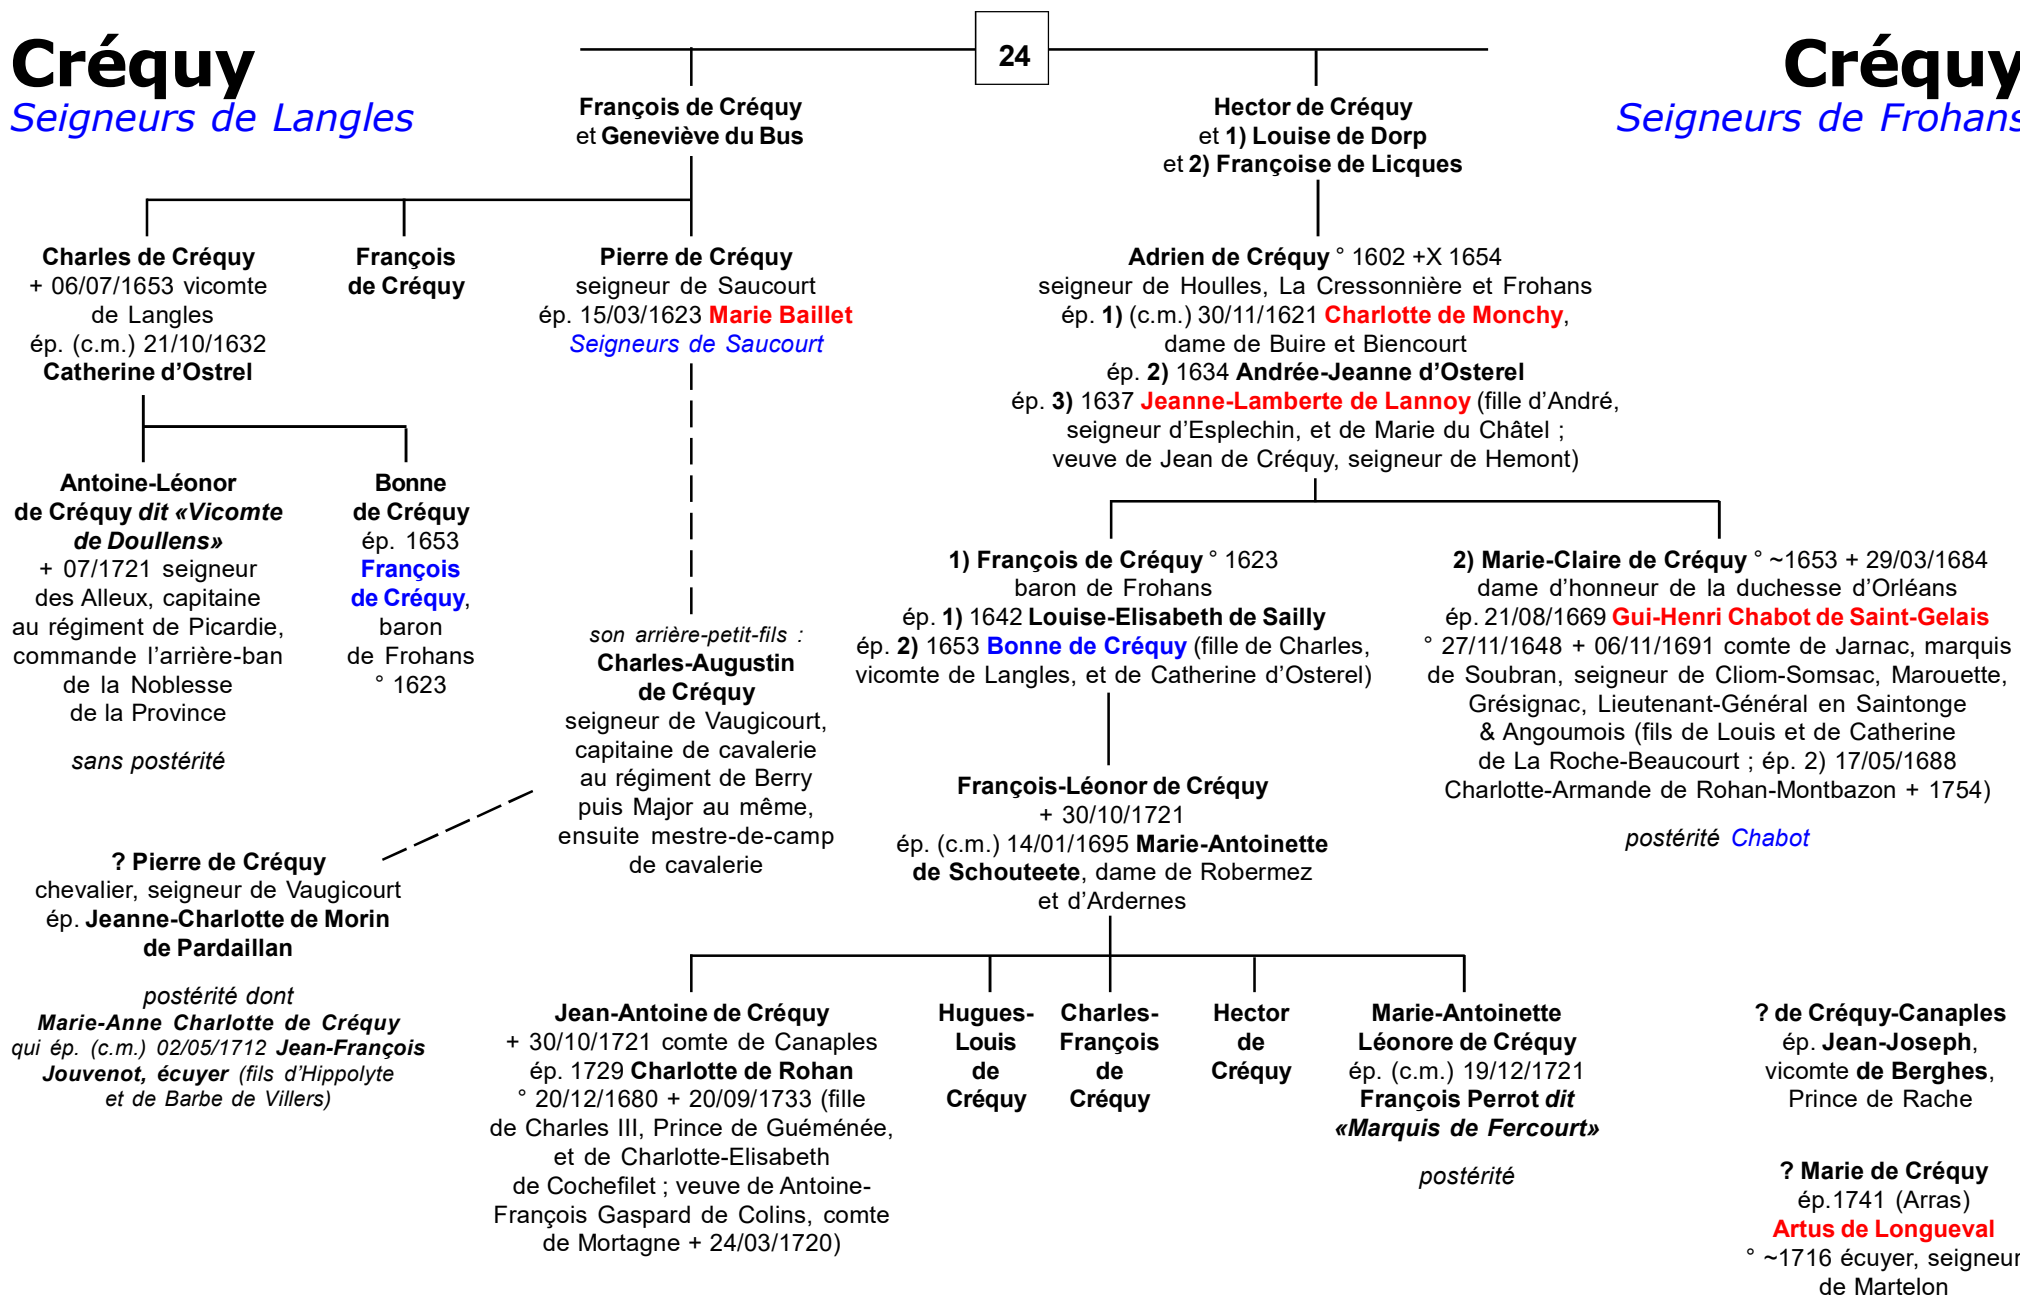 Créquy
Seigneurs de Langles
24
Créquy
Seigneurs de Frohans
François de Créquy
et Geneviève du Bus
Hector de Créquy
et 1) Louise de Dorp
et 2) Françoise de Licques
Charles de Créquy
+ 06/07/1653 vicomte
de Langles
ép. (c.m.) 21/10/1632
Catherine d’Ostrel
François
de Créquy
Pierre de Créquy
seigneur de Saucourt
ép. 15/03/1623 Marie Baillet
Seigneurs de Saucourt
Adrien de Créquy ° 1602 +X 1654
seigneur de Houlles, La Cressonnière et Frohans
ép. 1) (c.m.) 30/11/1621 Charlotte de Monchy,
dame de Buire et Biencourt
ép. 2) 1634 Andrée-Jeanne d’Osterel
ép. 3) 1637 Jeanne-Lamberte de Lannoy (fille d’André,
seigneur d’Esplechin, et de Marie du Châtel ;
veuve de Jean de Créquy, seigneur de Hemont)
Antoine-Léonor
de Créquy dit «Vicomte
de Doullens»
+ 07/1721 seigneur
des Alleux, capitaine
au régiment de Picardie,
commande l’arrière-ban
de la Noblesse
de la Province
sans postérité
Bonne
de Créquy
ép. 1653
François
de Créquy,
baron
de Frohans
° 1623
son arrière-petit-fils :
Charles-Augustin
de Créquy
seigneur de Vaugicourt,
capitaine de cavalerie
au régiment de Berry
puis Major au même,
ensuite mestre-de-camp
de cavalerie
1) François de Créquy ° 1623
baron de Frohans
ép. 1) 1642 Louise-Elisabeth de Sailly
ép. 2) 1653 Bonne de Créquy (fille de Charles,
vicomte de Langles, et de Catherine d’Osterel)
2) Marie-Claire de Créquy ° ~1653 + 29/03/1684
dame d’honneur de la duchesse d’Orléans
ép. 21/08/1669 Gui-Henri Chabot de Saint-Gelais
° 27/11/1648 + 06/11/1691 comte de Jarnac, marquis
de Soubran, seigneur de Cliom-Somsac, Marouette,
Grésignac, Lieutenant-Général en Saintonge
& Angoumois (fils de Louis et de Catherine
de La Roche-Beaucourt ; ép. 2) 17/05/1688
Charlotte-Armande de Rohan-Montbazon + 1754)
postérité Chabot
François-Léonor de Créquy
+ 30/10/1721
ép. (c.m.) 14/01/1695 Marie-Antoinette
de Schouteete, dame de Robermez
et d’Ardernes
? Pierre de Créquy
chevalier, seigneur de Vaugicourt
ép. Jeanne-Charlotte de Morin
de Pardaillan
postérité dont
Marie-Anne Charlotte de Créquy
qui ép. (c.m.) 02/05/1712 Jean-François
Jouvenot, écuyer (fils d’Hippolyte
et de Barbe de Villers)
Jean-Antoine de Créquy
+ 30/10/1721 comte de Canaples
ép. 1729 Charlotte de Rohan
° 20/12/1680 + 20/09/1733 (fille
de Charles III, Prince de Guéménée,
et de Charlotte-Elisabeth
de Cochefilet ; veuve de Antoine-
François Gaspard de Colins, comte
de Mortagne + 24/03/1720)
Hugues-
Louis
de
Créquy
Charles-
François
de
Créquy
Hector
de
Créquy
Marie-Antoinette
Léonore de Créquy
ép. (c.m.) 19/12/1721
François Perrot dit
«Marquis de Fercourt»
postérité
? de Créquy-Canaples
ép. Jean-Joseph,
vicomte de Berghes,
Prince de Rache
? Marie de Créquy
ép.1741 (Arras)
Artus de Longueval
° ~1716 écuyer, seigneur
de Martelon